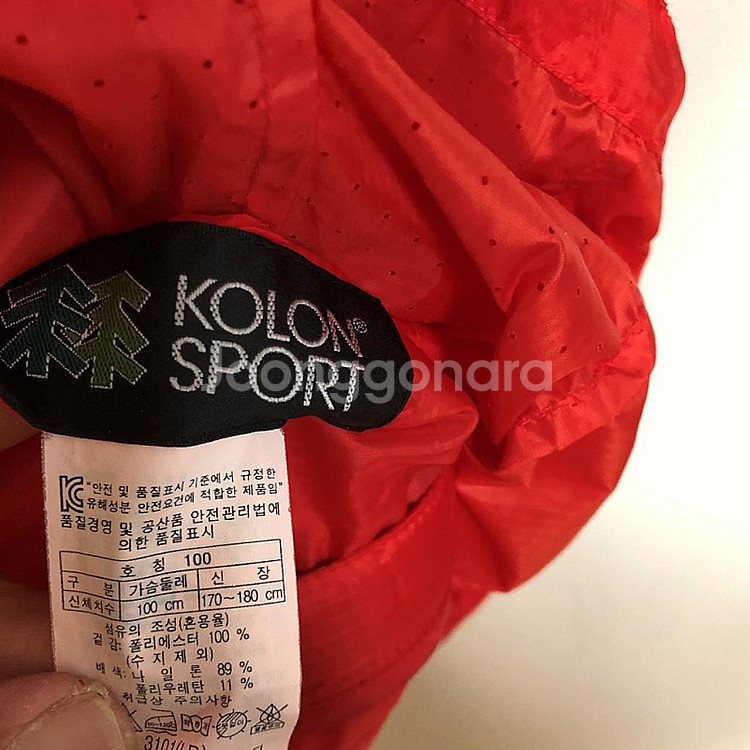 KOLON®
SPORT
Joonggonara
KC "안전 및 품질표시 기준에서 규정한
유해성분 안전요건에 적합한 제품임"
품질경영 및 공산품 안전관리법에
의한 품질표시
호 칭 100
구 분 가슴둘레 신 장
신체치수 100 cm 170~180 cm
섬유의 조성(혼용율)
겉감: 폴리에스터 100 %
(수 지 제 외)
배색: 나 일 론 89 %
폴리우레탄 11 %
취급상 주의사항